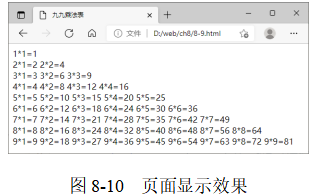 九九乘法表
文件 D:/web/ch8/8-9.html
1*1=1
2*1=2 2*2=4
3*1=3 3*2=6 3*3=9
4*1=4 4*2=8 4*3=12 4*4=16
5*1=5 5*2=10 5*3=15 5*4=20 5*5=25
6*1=6 6*2=12 6*3=18 6*4=24 6*5=30 6*6=36
7*1=7 7*2=14 7*3=21 7*4=28 7*5=35 7*6=42 7*7=49
8*1=8 8*2=16 8*3=24 8*4=32 8*5=40 8*6=48 8*7=56 8*8=64
9*1=9 9*2=18 9*3=27 9*4=36 9*5=45 9*6=54 9*7=63 9*8=72 9*9=81
图 8-10 页面显示效果